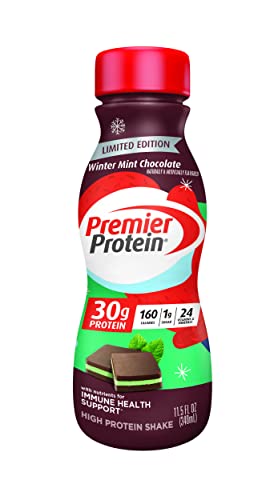 LIMITED EDITION
Winter Mint Chocolate
NATURALLY & ARTIFICIALLY FLAVORED
Premier
Protein®
30g
PROTEIN
160
CALORIES
1g
SUGAR
24
VITAMINS &
MINERALS
with nutrients for
IMMUNE HEALTH
SUPPORT
HIGH PROTEIN SHAKE
11.5 FL OZ
(340mL)